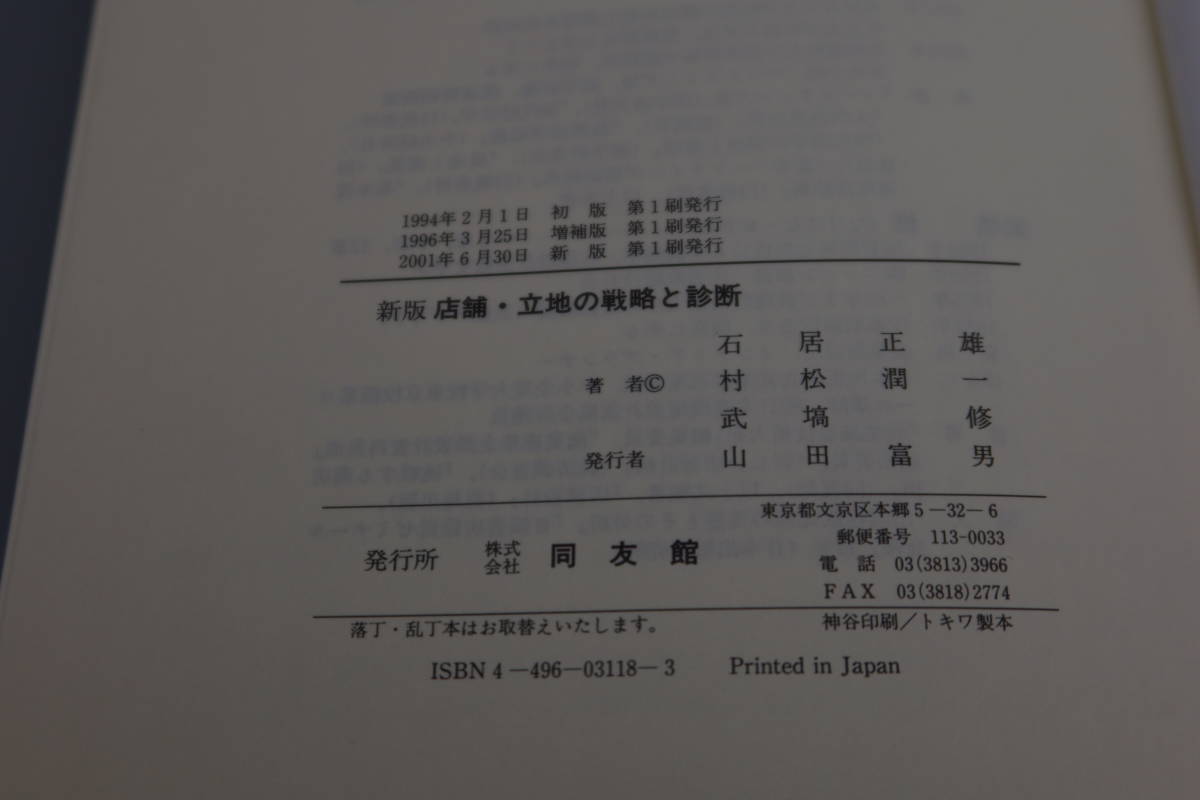 1994年2月1日 初 版 第1刷発行
1996年3月25日 増補版 第1刷発行
2001年6月30日 新 版 第1刷発行
新版 店舗・立地の戦略と診断
石 居 正 雄
著 者© 村 松 潤 一
武 塙 修
発行者 山 田 富 男
東京都文京区本郷5―32―6
郵便番号 113-0033
発行所 株式会社 同 友 館
電 話 03(3813)3966
FAX 03(3818)2774
落丁・乱丁本はお取替えいたします。 神谷印刷/トキワ製本
ISBN 4―496―03118―3 Printed in Japan